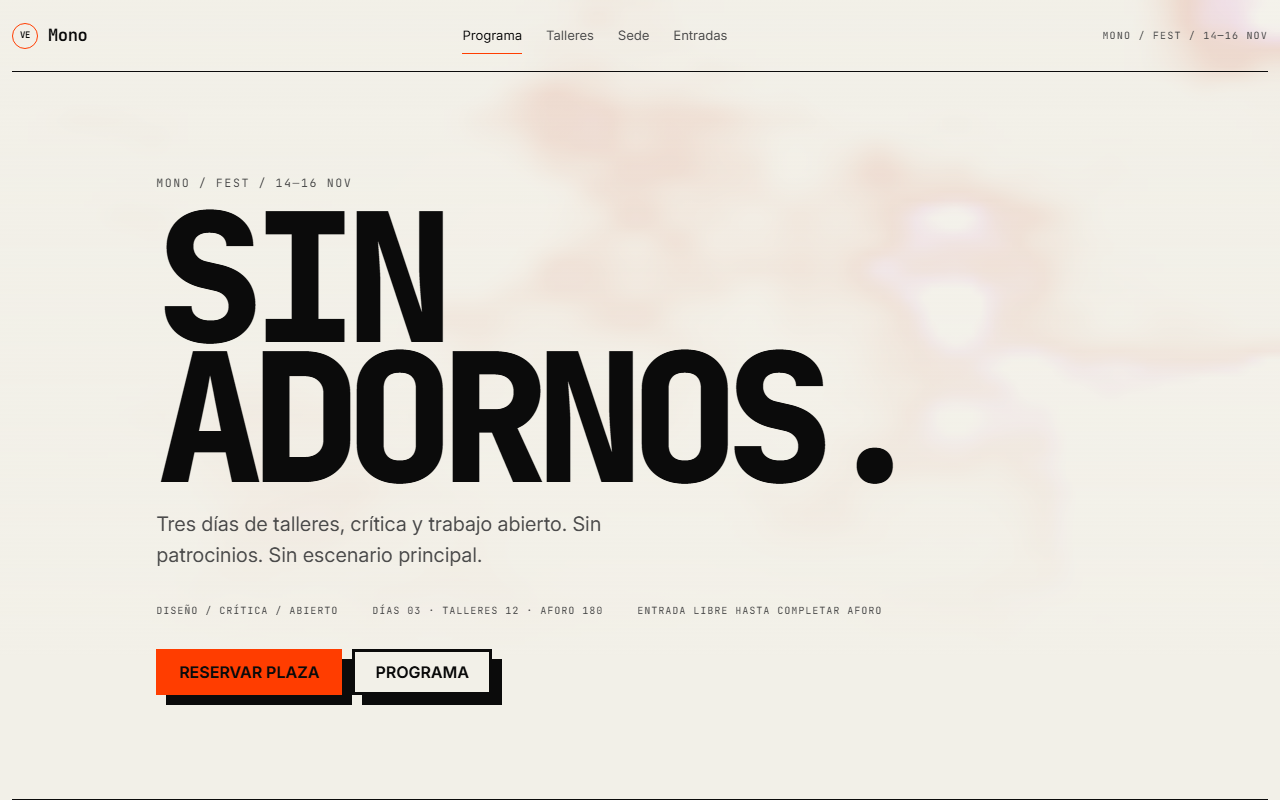 VE Mono
Programa Talleres Sede Entradas
MONO / FEST / 14—16 NOV
MONO / FEST / 14—16 NOV
SIN
ADORNOS.
Tres días de talleres, crítica y trabajo abierto. Sin
patrocinios. Sin escenario principal.
DISEÑO / CRÍTICA / ABIERTO
DÍAS 03 · TALLERES 12 · AFORO 180
ENTRADA LIBRE HASTA COMPLETAR AFORO
RESERVAR PLAZA
PROGRAMA